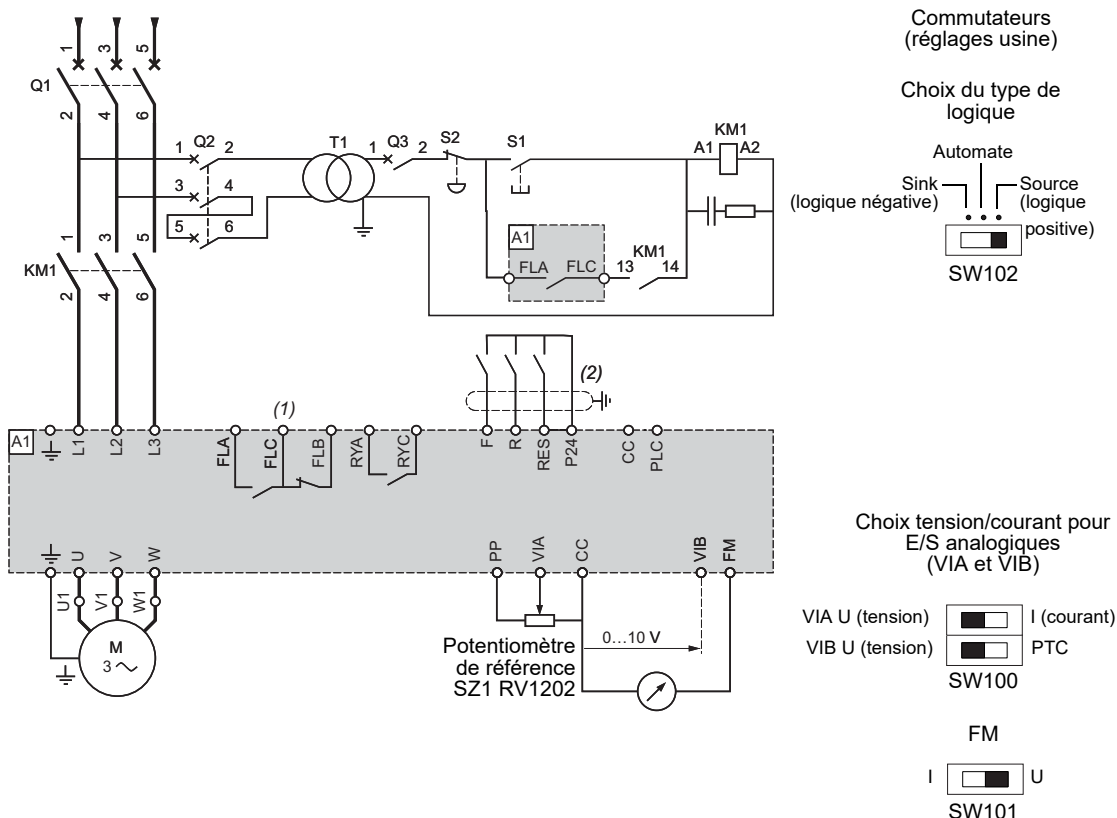 Commutateurs
(réglages usine)
Choix du type de
logique
Automate
Sink
(logique négative)
Source
(logique
positive)
SW102
1 3 5
Q1
2 4 6
1 Q2 2
3 4
5 6
T1
1 Q3 2
S2
S1
KM1
A1 A2
A1
FLA FLC
13 KM1 14
1 3 5
KM1
2 4 6
(1)
(2)
A1
L1 L2 L3
FLA FLC FLB RYA RYC
F R RES P24 CC PLC
U V W
PP VIA CC VIB FM
U1 V1 W1
M
3
Potentiomètre
de référence
SZ1 RV1202
0...10 V
Choix tension/courant pour
E/S analogiques
(VIA et VIB)
VIA U (tension) I (courant)
VIB U (tension) PTC
SW100
FM
I U
SW101